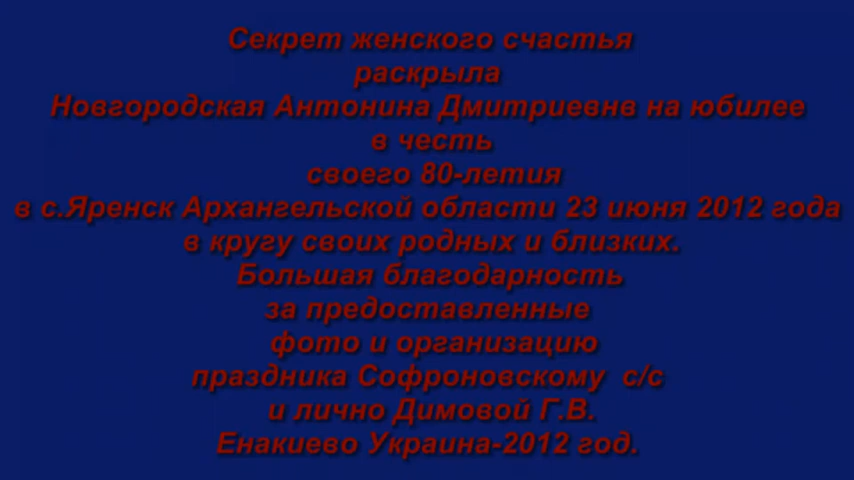 Секрет женского счастья
раскрыла
Новгородская Антонина Дмитриевнв на юбилее
в честь
своего 80-летия
в с.Яренск Архангельской области 23 июня 2012 года
в кругу своих родных и близких.
Большая благодарность
за предоставленные
фото и организацию
праздника Софроновскому с/с
и лично Димовой Г.В.
Енакиево Украина-2012 год.